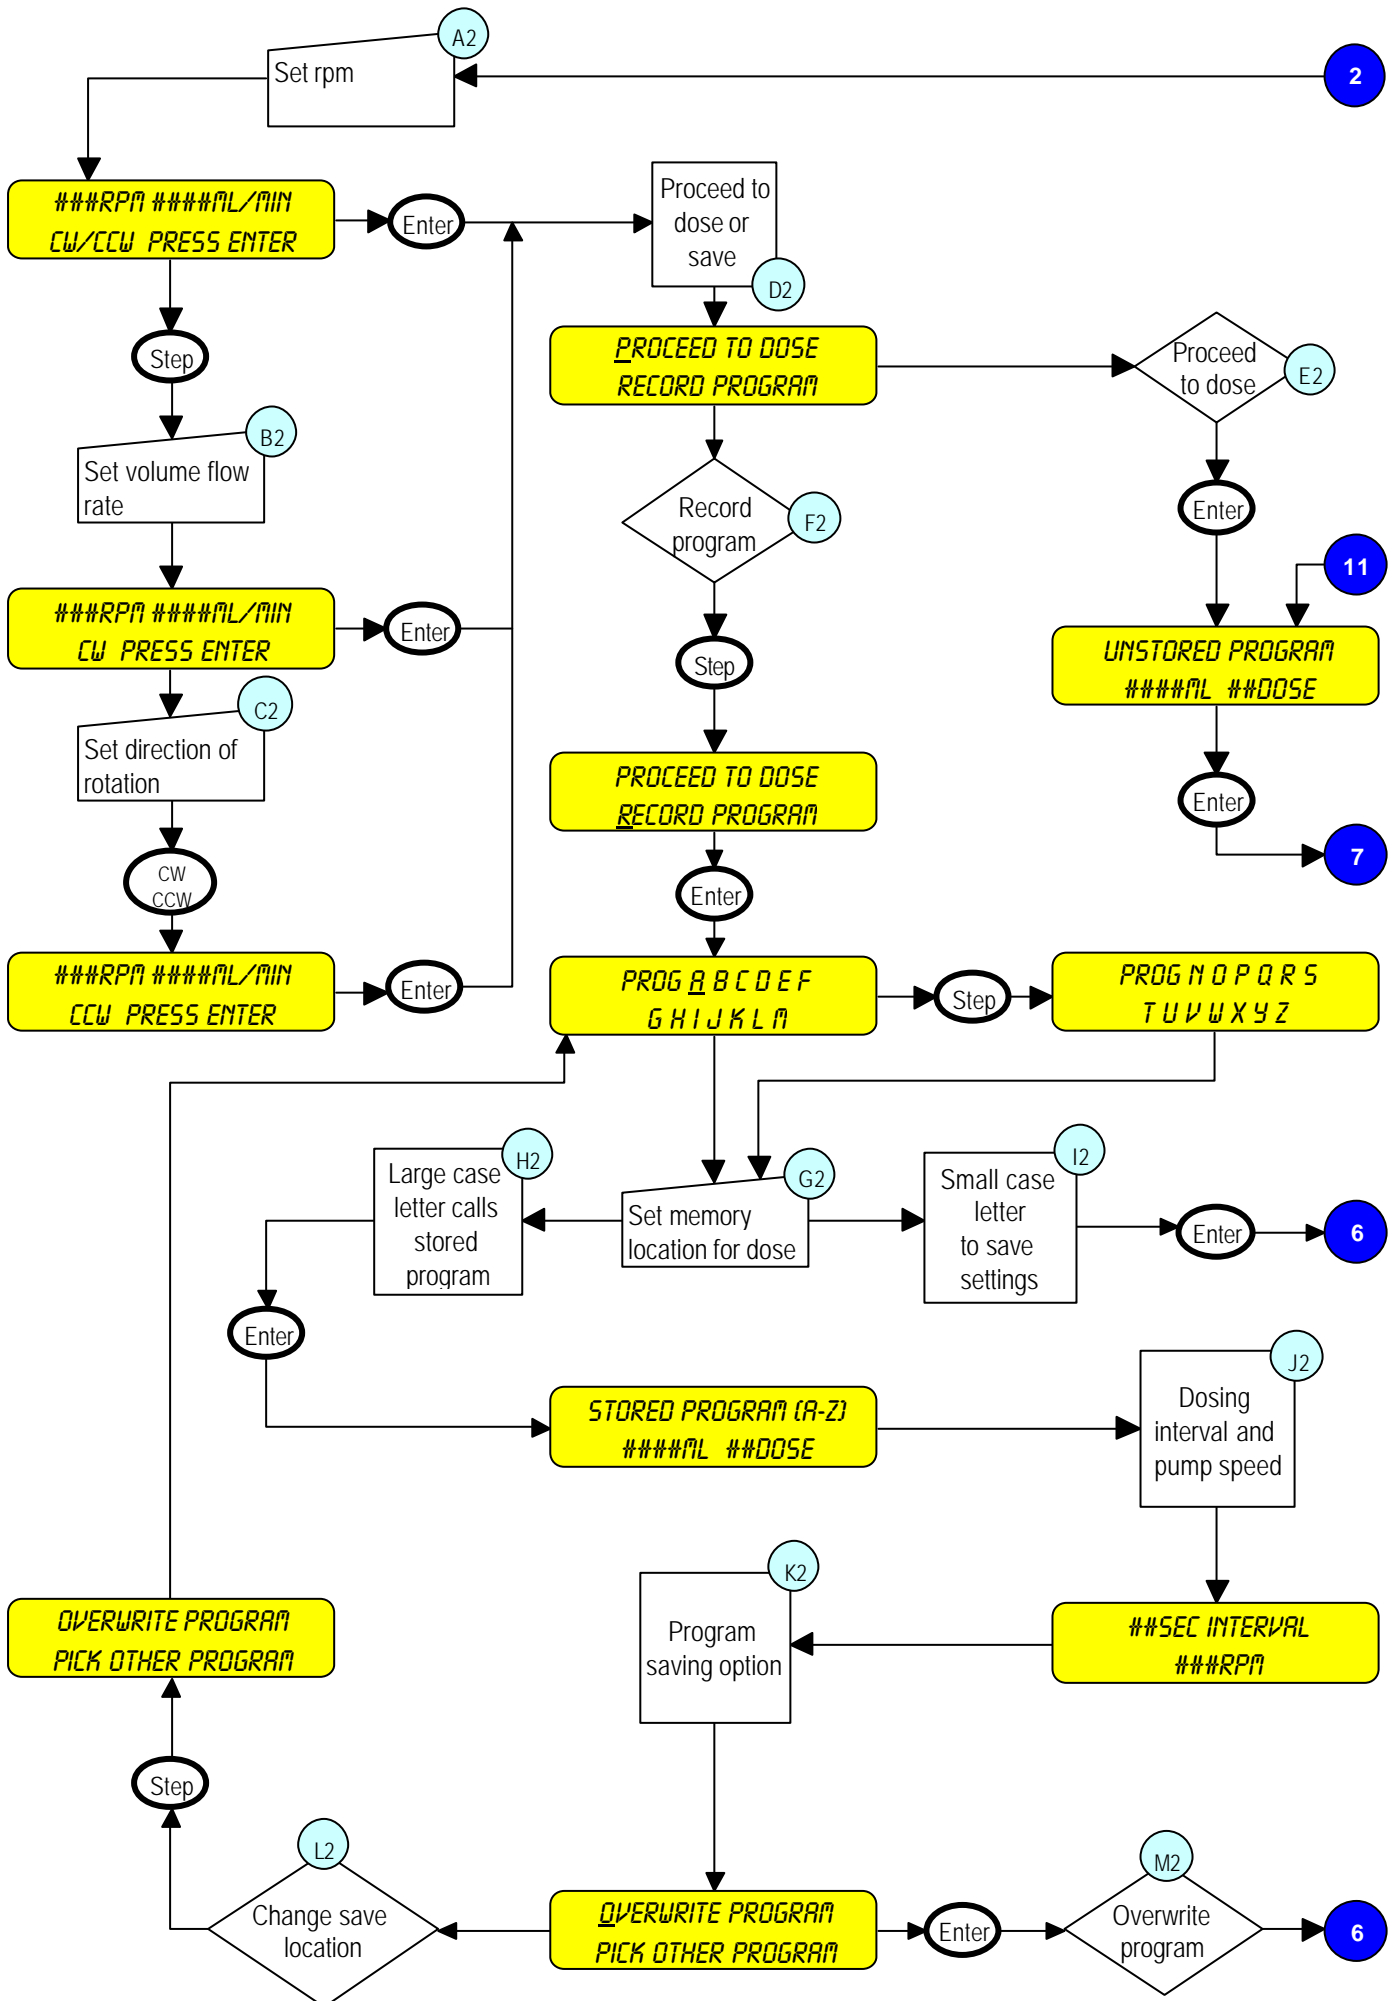 A2
Set rpm
2
###RPM ####ML/MIN
CW/CCW PRESS ENTER
Enter
Proceed to
dose or
save
D2
Step
PROCEED TO DOSE
RECORD PROGRAM
Proceed
to dose
E2
B2
Set volume flow
rate
Record
program
F2
Enter
11
###RPM ####ML/MIN
CW PRESS ENTER
Enter
Step
UNSTORED PROGRAM
####ML ##DOSE
C2
Set direction of
rotation
PROCEED TO DOSE
RECORD PROGRAM
Enter
7
CW
CCW
Enter
###RPM ####ML/MIN
CCW PRESS ENTER
Enter
PROG A B C D E F
G H I J K L M
Step
PROG N O P Q R S
T U V W X Y Z
H2
Large case
letter calls
stored
program
G2
Set memory
location for dose
I2
Small case
letter
to save
settings
Enter
6
Enter
STORED PROGRAM (A-Z)
####ML ##DOSE
J2
Dosing
interval and
pump speed
K2
Program
saving option
##SEC INTERVAL
###RPM
OVERWRITE PROGRAM
PICK OTHER PROGRAM
Step
L2
Change save
location
OVERWRITE PROGRAM
PICK OTHER PROGRAM
Enter
M2
Overwrite
program
6